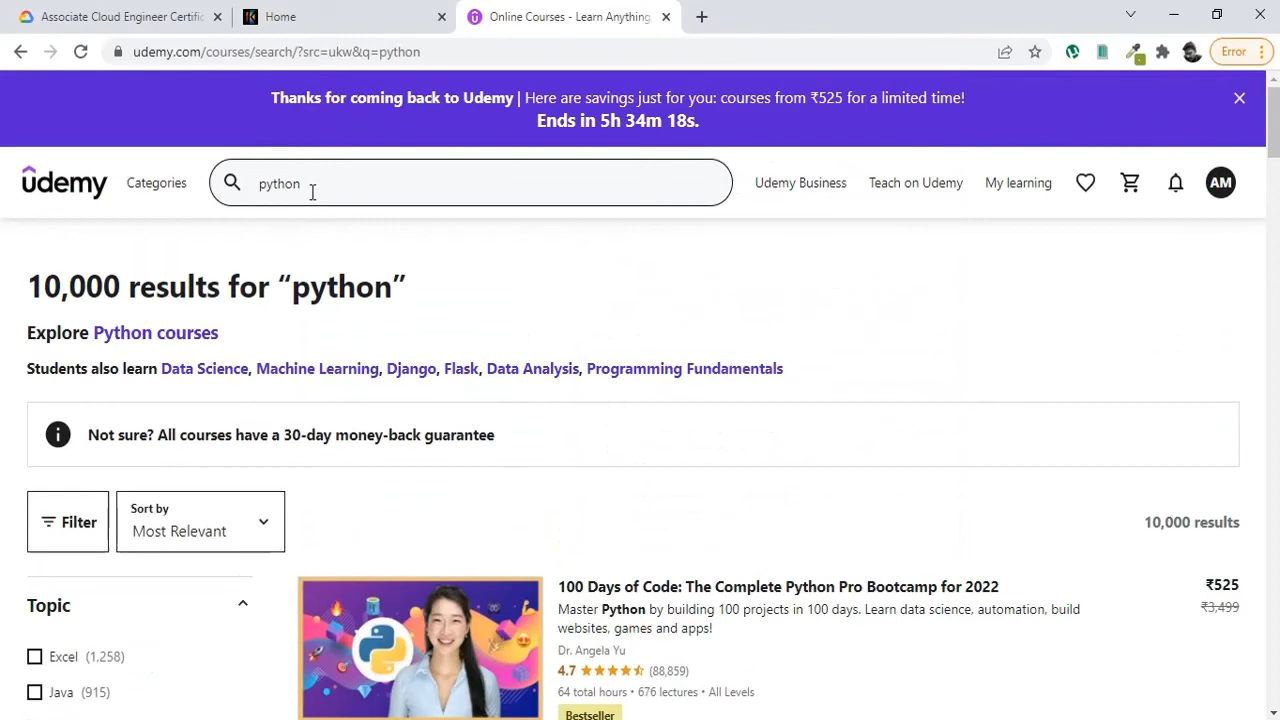 Associate Cloud Engineer Certific
Home
Online Courses - Learn Anything,
udemy.com/courses/search/?src=ukw&q=python
Error
Thanks for coming back to Udemy | Here are savings just for you: courses from ₹525 for a limited time!
Ends in 5h 34m 18s.
udemy
Categories
python
Udemy Business
Teach on Udemy
My learning
AM
10,000 results for “python”
Explore Python courses
Students also learn Data Science, Machine Learning, Django, Flask, Data Analysis, Programming Fundamentals
Not sure? All courses have a 30-day money-back guarantee
Filter
Sort by
Most Relevant
10,000 results
Topic
Excel (1,258)
Java (915)
100 Days of Code: The Complete Python Pro Bootcamp for 2022
₹525
Master Python by building 100 projects in 100 days. Learn data science, automation, build
₹3,499
websites, games and apps!
Dr. Angela Yu
4.7 (88,859)
64 total hours • 676 lectures • All Levels
Bestseller